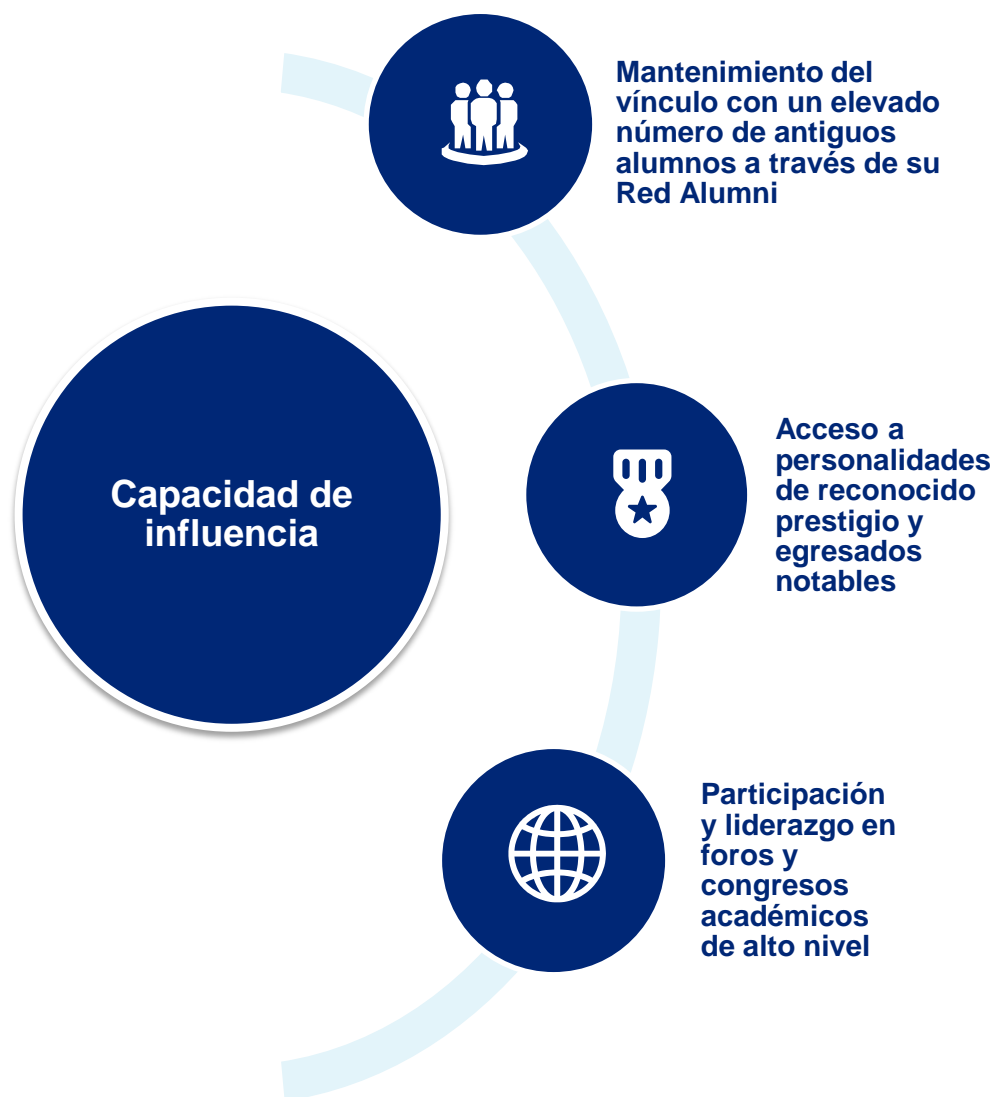 Mantenimiento del
vínculo con un elevado
número de antiguos
alumnos a través de su
Red Alumni
Capacidad de
influencia
Acceso a
personalidades
de reconocido
prestigio y
egresados
notables
Participación
y liderazgo en
foros y
congresos
académicos
de alto nivel